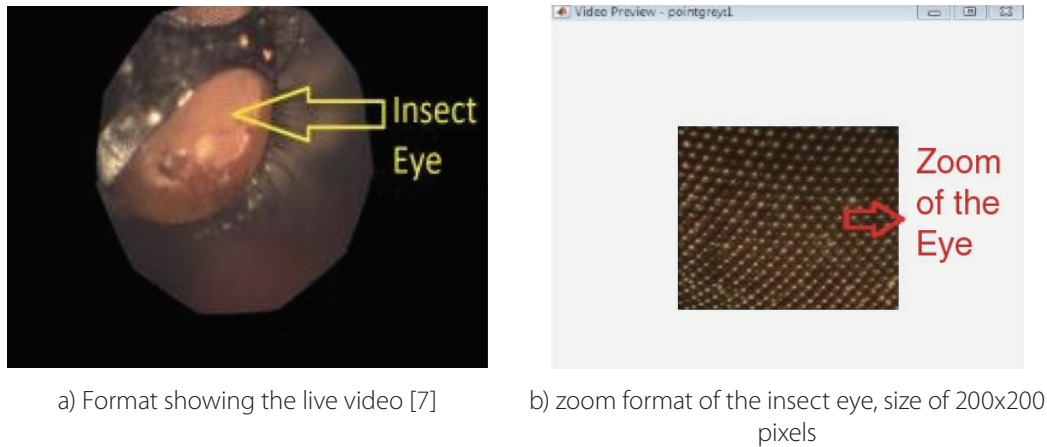 Insect
Eye
Video Preview - pointgrey:1
Zoom
of the
Eye
a) Format showing the live video [7]
b) zoom format of the insect eye, size of 200x200
pixels